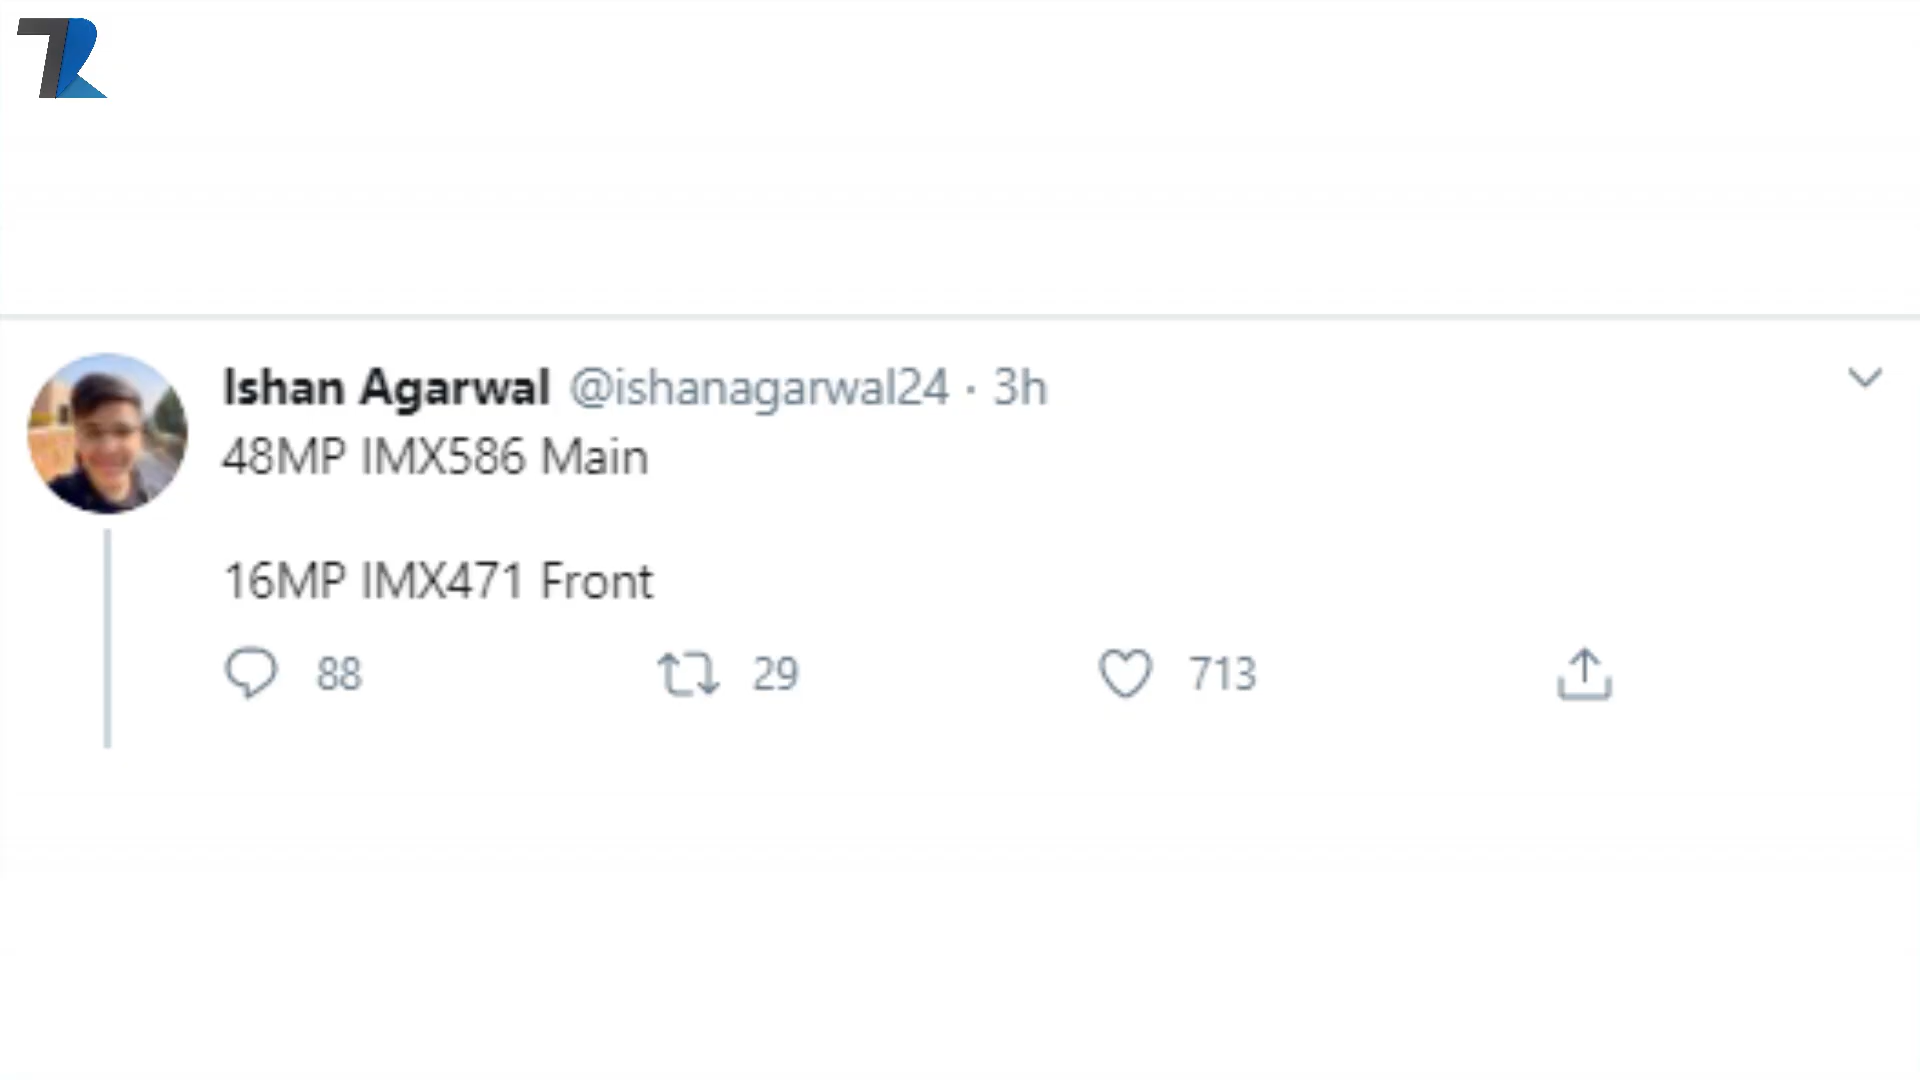 Ishan Agarwal @ishanagarwal24 · 3h
48MP IMX586 Main
16MP IMX471 Front
88 29 713